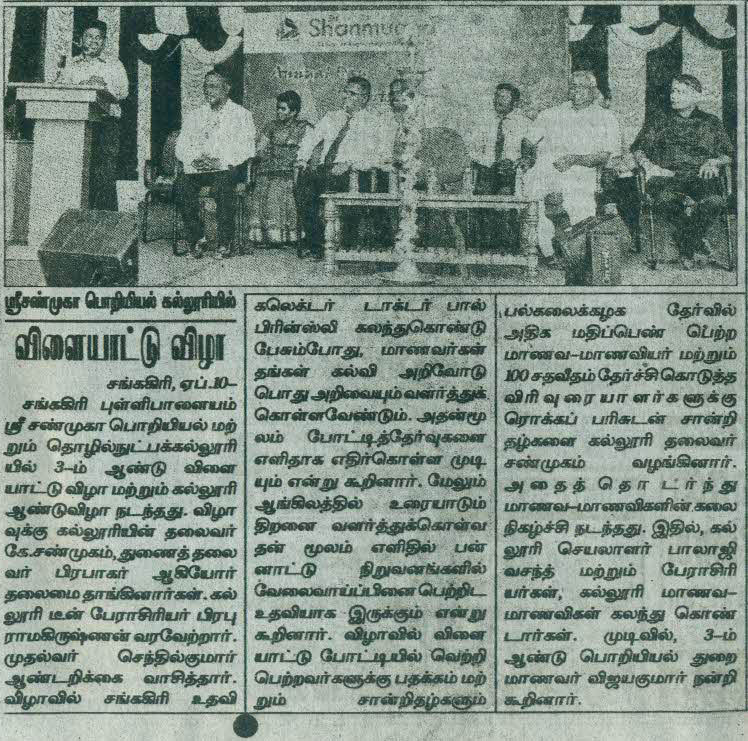 Shanmugha
ஸ்ரீசண்முகா பொறியியல் கல்லூரியில்
விளையாட்டு விழா
சங்ககிரி, ஏப்.10–
சங்ககிரி புள்ளிபாளையம்
ஸ்ரீ சண்முகா பொறியியல் மற்
றும் தொழில்நுட்பக்கல்லூரி
யில் 3–ம் ஆண்டு விளை
யாட்டு விழா மற்றும் கல்லூரி
ஆண்டுவிழா நடந்தது. விழா
வுக்கு கல்லூரியின் தலைவர்
கே.சண்முகம், துணைத் தலை
வர் பிரபாகர் ஆகியோர்
தலைமை தாங்கினார்கள். கல்
லூரி டீன் பேராசிரியர் பிரபு
ராமகிருஷ்ணன் வரவேற்றார்.
முதல்வர் செந்தில்குமார்
ஆண்டறிக்கை வாசித்தார்.
விழாவில் சங்ககிரி உதவி
கலெக்டர் டாக்டர் பால்
பிரின்ஸ்லி கலந்துகொண்டு
பேசும்போது, மாணவர்கள்
தங்கள் கல்வி அறிவோடு
பொது அறிவையும் வளர்த்துக்
கொள்ளவேண்டும். அதன்மூ
லம் போட்டித்தேர்வுகளை
எளிதாக எதிர்கொள்ள முடி
யும் என்று கூறினார். மேலும்
ஆங்கிலத்தில் உரையாடும்
திறனை வளர்த்துக்கொள்வ
தன் மூலம் எளிதில் பன்
னாட்டு நிறுவனங்களில்
வேலைவாய்ப்பினை பெற்றிட
உதவியாக இருக்கும் என்று
கூறினார். விழாவில் விளை
யாட்டு போட்டியில் வெற்றி
பெற்றவர்களுக்கு பதக்கம் மற்
றும் சான்றிதழ்களும்
பல்கலைக்கழக தேர்வில்
அதிக மதிப்பெண் பெற்ற
மாணவ–மாணவியர் மற்றும்
100 சதவீதம் தேர்ச்சி கொடுத்த
விரிவுரையாளர்களுக்கு
ரொக்கப் பரிசுடன் சான்றி
தழ்களை கல்லூரி தலைவர்
சண்முகம் வழங்கினார்.
அதைத் தொடர்ந்து
மாணவ–மாணவிகளின் கலை
நிகழ்ச்சி நடந்தது. இதில், கல்
லூரி செயலாளர் பாலாஜி
வசந்த் மற்றும் பேராசிரி
யர்கள், கல்லூரி மாணவ–
மாணவிகள் கலந்து கொண்
டார்கள். முடிவில், 3–ம்
ஆண்டு பொறியியல் துறை
மாணவர் விஜயகுமார் நன்றி
கூறினார்.